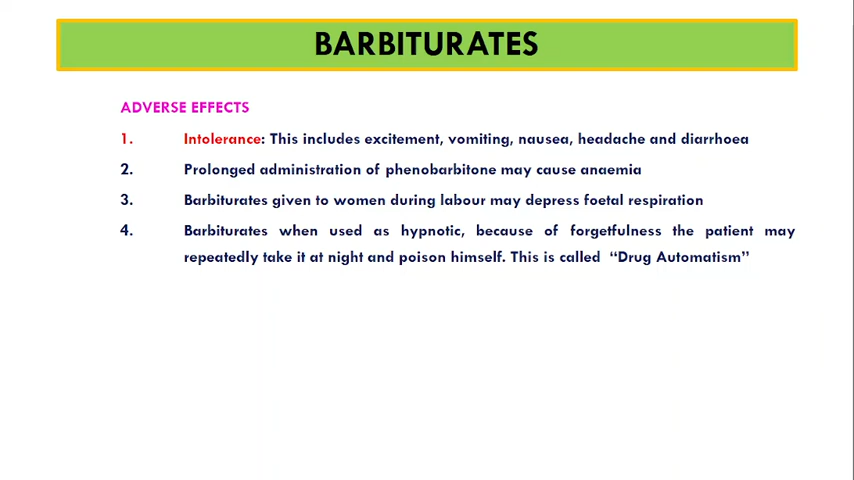 BARBITURATES
ADVERSE EFFECTS
1. Intolerance: This includes excitement, vomiting, nausea, headache and diarrhoea
2. Prolonged administration of phenobarbitone may cause anaemia
3. Barbiturates given to women during labour may depress foetal respiration
4. Barbiturates when used as hypnotic, because of forgetfulness the patient may
repeatedly take it at night and poison himself. This is called “Drug Automatism”